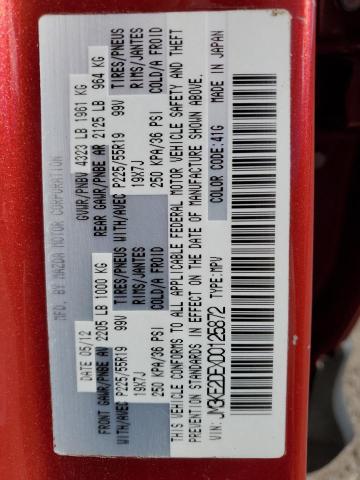 MFD. BY MAZDA MOTOR CORPORATION
DATE 05/12 GVWR/PNBV 4323 LB 1961 KG
FRONT GAWR/PNBE AV 2205 LB 1000 KG REAR GAWR/PNBE AR 2125 LB 964 KG
WITH/AVEC P225/55R19 99V TIRES/PNEUS WITH/AVEC P225/55R19 99V TIRES/PNEUS
19X7J RIMS/JANTES 19X7J RIMS/JANTES
250 KPA/36 PSI COLD/A FROID 250 KPA/36 PSI COLD/A FROID
THIS VEHICLE CONFORMS TO ALL APPLICABLE FEDERAL MOTOR VEHICLE SAFETY AND THEFT
PREVENTION STANDARDS IN EFFECT ON THE DATE OF MANUFACTURE SHOWN ABOVE.
VIN: JM3KE2DEXD0125872 TYPE:MPV COLOR CODE:41G MADE IN JAPAN